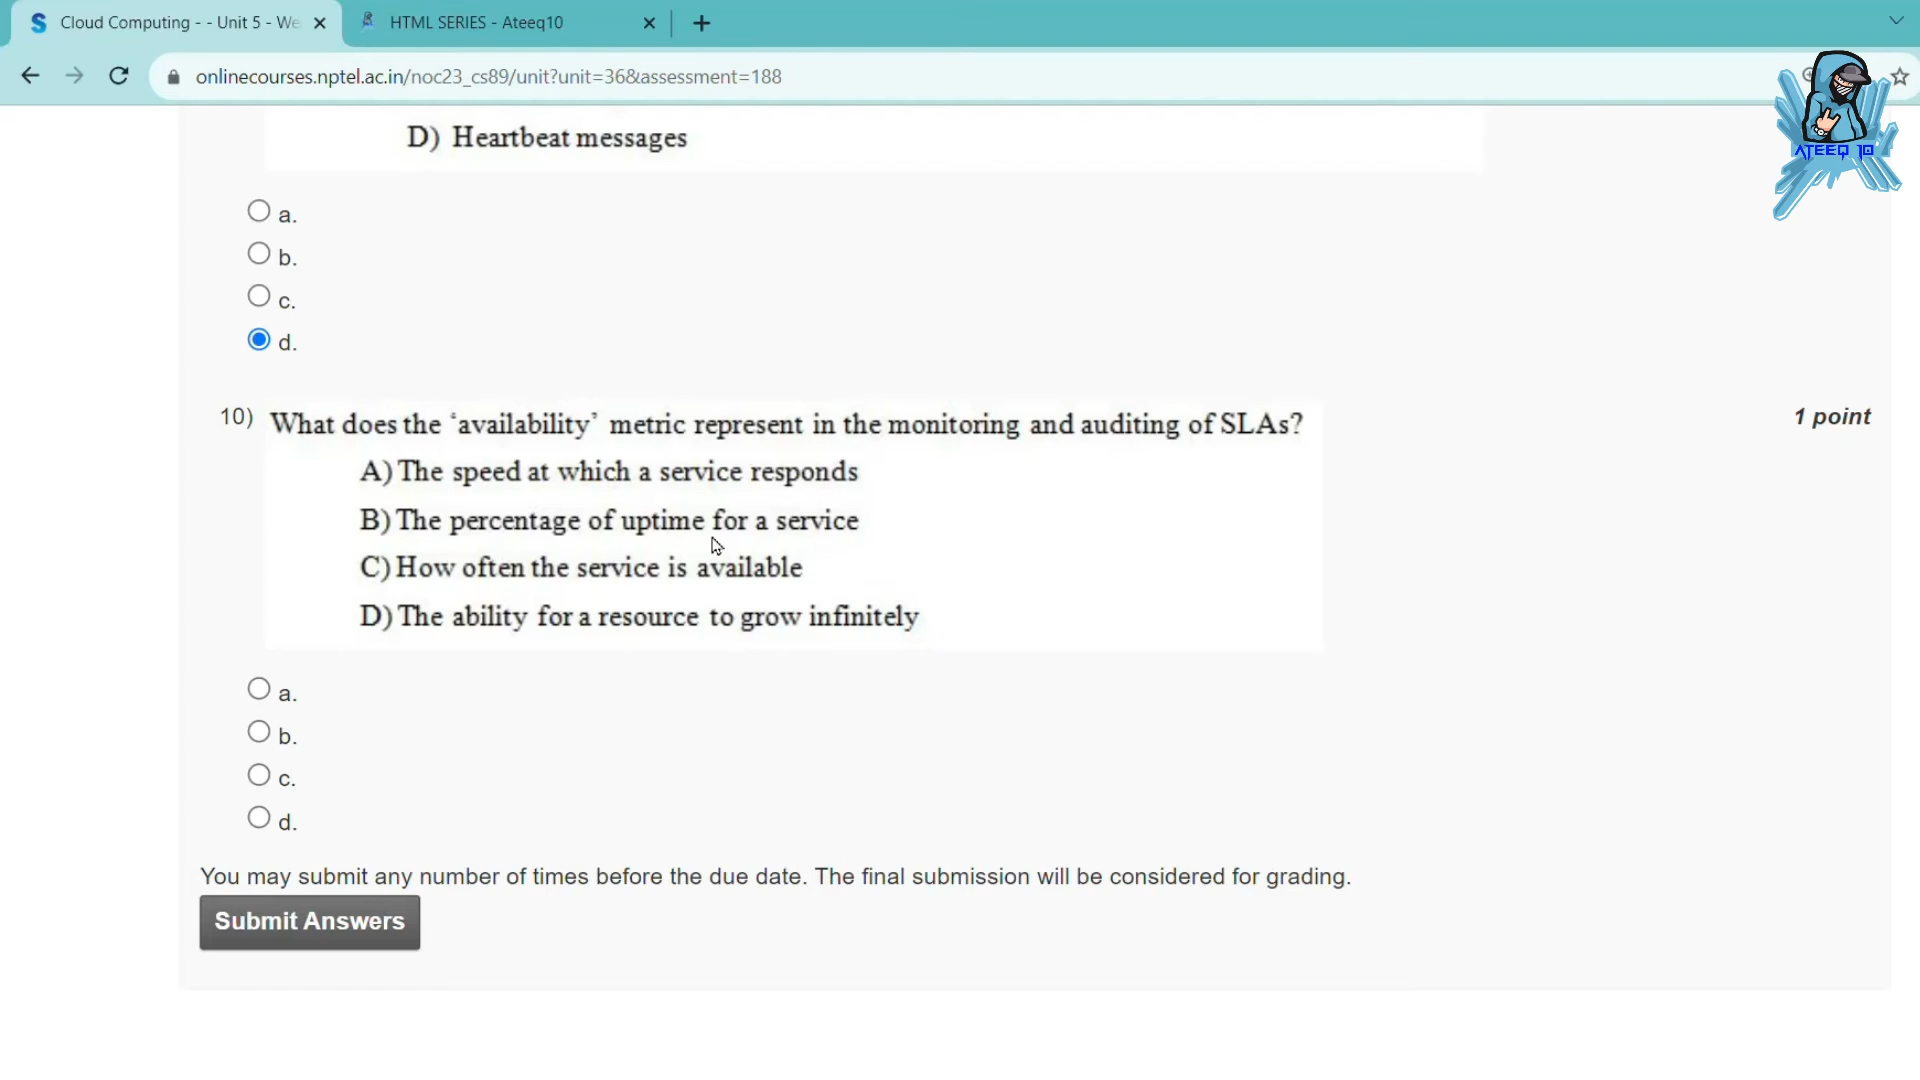 Cloud Computing - - Unit 5 - We
HTML SERIES - Ateeq10
onlinecourses.nptel.ac.in/noc23_cs89/unit?unit=36&assessment=188
ATEEQ 10
D) Heartbeat messages
a.
b.
c.
d.
10) What does the ‘availability’ metric represent in the monitoring and auditing of SLAs?
1 point
A) The speed at which a service responds
B) The percentage of uptime for a service
C) How often the service is available
D) The ability for a resource to grow infinitely
a.
b.
c.
d.
You may submit any number of times before the due date. The final submission will be considered for grading.
Submit Answers